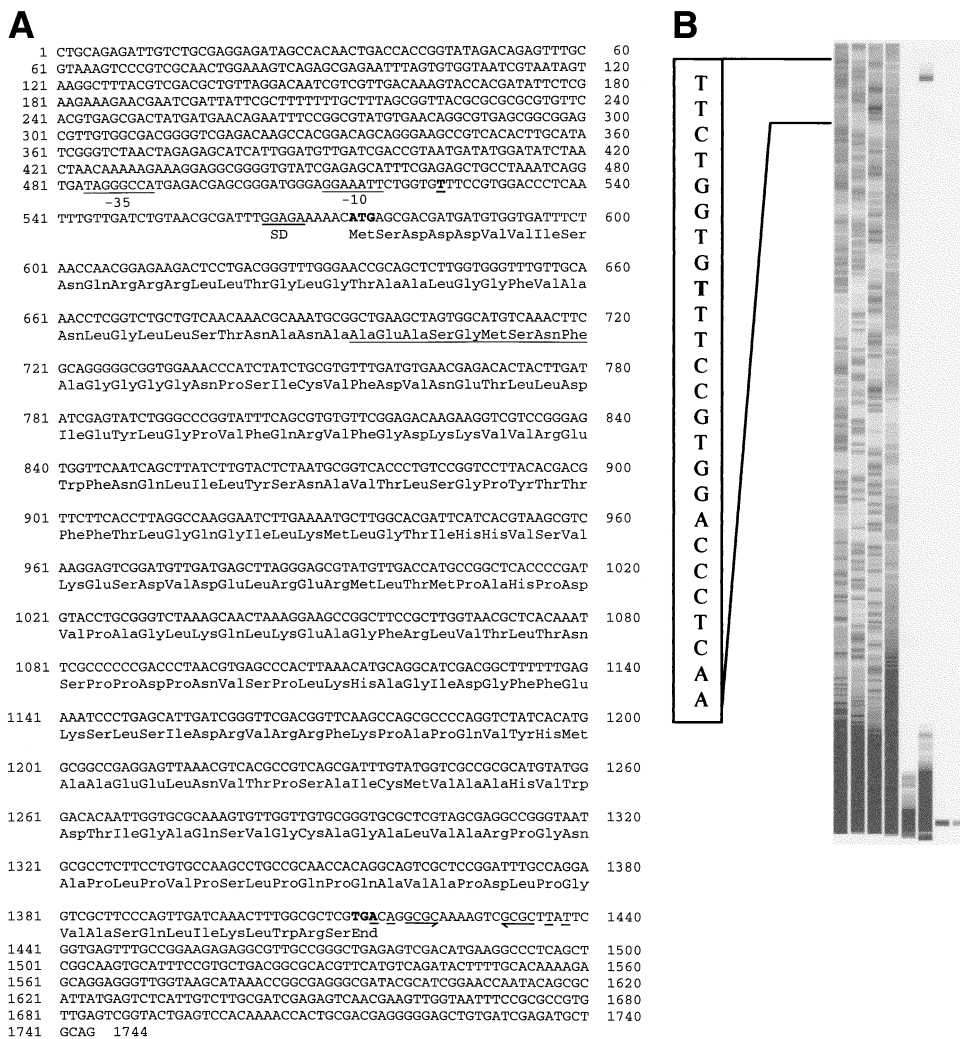 A
1 CTGCAGAGATTGTCTGCGAGGAGATAGCCACAACTGACCACCGGTATAGACAGAGTTTGC 60
61 GTAAAGTCCCGTCGCAACTGGAAAGTCAGAGCGAGAATTTAGTGTGGTAATCGTAATAGT 120
121 AAGGCTTTACGTCGACGCTGTTAGGACAATCGTCGTTGACAAAGTACCACGATATTCTCG 180
181 AAGAAAGAACGAATCGATTATTCGCTTTTTTTGCTTTAGCGGTTACGCGCGCGCGTGTTC 240
241 ACGTGAGCGACTATGATGAACAGAATTTCCGGCGTATGTGAACAGGCGTGAGCGGCGGAG 300
301 CGTTGTGGCGACGGGGTCGAGACAAGCCACGGACAGCAGGGAAGCCGTCACACTTGCATA 360
361 TCGGGTCTAACTAGAGAGCATCATTGGATGTTGATCGACCGTAATGATATGGATATCTAA 420
421 CTAACAAAAAGAAAGGAGGCGGGGTGTATCGAGAGCATTTCGAGAGCTGCCTAAATCAGG 480
481 TGATAGGGCCATGAGACGAGCGGGATGGGAGGAAATTCTGGTGTTTCCGTGGACCCTCAA 540
-35 -10
541 TTTGTTGATCTGTAACGCGATTTGGAGAAAAACATGAGCGACGATGATGTGGTGATTTCT 600
SD MetSerAspAspAspValValIleSer
601 AACCAACGGAGAAGACTCCTGACGGGTTTGGGAACCGCAGCTCTTGGTGGGTTTGTTGCA 660
AsnGlnArgArgArgLeuLeuThrGlyLeuGlyThrAlaAlaLeuGlyGlyPheValAla
661 AACCTCGGTCTGCTGTCAACAAACGCAAATGCGGCTGAAGCTAGTGGCATGTCAAACTTC 720
AsnLeuGlyLeuLeuSerThrAsnAlaAsnAlaAlaGluAlaSerGlyMetSerAsnPhe
721 GCAGGGGGCGGTGGAAACCCATCTATCTGCGTGTTTGATGTGAACGAGACACTACTTGAT 780
AlaGlyGlyGlyGlyAsnProSerIleCysValPheAspValAsnGluThrLeuLeuAsp
781 ATCGAGTATCTGGGCCCGGTATTTCAGCGTGTGTTCGGAGACAAGAAGGTCGTCCGGGAG 840
IleGluTyrLeuGlyProValPheGlnArgValPheGlyAspLysLysValValArgGlu
840 TGGTTCAATCAGCTTATCTTGTACTCTAATGCGGTCACCCTGTCCGGTCCTTACACGACG 900
TrpPheAsnGlnLeuIleLeuTyrSerAsnAlaValThrLeuSerGlyProTyrThrThr
901 TTCTTCACCTTAGGCCAAGGAATCTTGAAAATGCTTGGCACGATTCATCACGTAAGCGTC 960
PhePheThrLeuGlyGlnGlyIleLeuLysMetLeuGlyThrIleHisHisValSerVal
961 AAGGAGTCGGATGTTGATGAGCTTAGGGAGCGTATGTTGACCATGCCGGCTCACCCCGAT 1020
LysGluSerAspValAspGluLeuArgGluArgMetLeuThrMetProAlaHisProAsp
1021 GTACCTGCGGGTCTAAAGCAACTAAAGGAAGCCGGCTTCCGCTTGGTAACGCTCACAAAT 1080
ValProAlaGlyLeuLysGlnLeuLysGluAlaGlyPheArgLeuValThrLeuThrAsn
1081 TCGCCCCCCGACCCTAACGTGAGCCCACTTAAACATGCAGGCATCGACGGCTTTTTTGAG 1140
SerProProAspProAsnValSerProLeuLysHisAlaGlyIleAspGlyPhePheGlu
1141 AAATCCCTGAGCATTGATCGGGTTCGACGGTTCAAGCCAGCGCCCCAGGTCTATCACATG 1200
LysSerLeuSerIleAspArgValArgArgPheLysProAlaProGlnValTyrHisMet
1201 GCGGCCGAGGAGTTAAACGTCACGCCGTCAGCGATTTGTATGGTCGCCGCGCATGTATGG 1260
AlaAlaGluGluLeuAsnValThrProSerAlaIleCysMetValAlaAlaHisValTrp
1261 GACACAATTGGTGCGCAAAGTGTTGGTTGTGCGGGTGCGCTCGTAGCGAGGCCGGGTAAT 1320
AspThrIleGlyAlaGlnSerValGlyCysAlaGlyAlaLeuValAlaArgProGlyAsn
1321 GCGCCTCTTCCTGTGCCAAGCCTGCCGCAACCACAGGCAGTCGCTCCGGATTTGCCAGGA 1380
AlaProLeuProValProSerLeuProGlnProGlnAlaValAlaProAspLeuProGly
1381 GTCGCTTCCCAGTTGATCAAACTTTGGCGCTCGTGACAGGCGCAAAAGTCGCGCTTATTC 1440
ValAlaSerGlnLeuIleLysLeuTrpArgSerEnd
1441 GGTGAGTTTGCCGGAAGAGAGGCGTTGCCGGGCTGAGAGTCGACATGAAGGCCCTCAGCT 1500
1501 CGGCAAGTGCATTTCCGTGCTGACGGCGCACGTTCATGTCAGATACTTTTGCACAAAAGA 1560
1561 GCAGGAGGGTTGGTAAGCATAAACCGGCGAGGGCGATACGCATCGGAACCAATACAGCGC 1620
1621 ATTATGAGTCTCATTGTCTTGCGATCGAGAGTCAACGAAGTTGGTAATTTCCGCGCCGTG 1680
1681 TTGAGTCGGTACTGAGTCCACAAAACCACTGCGACGAGGGGGAGCTGTGATCGAGATGCT 1740
1741 GCAG 1744
B
T
T
C
T
G
G
T
G
T
T
T
C
C
G
T
G
G
A
C
C
C
T
C
A
A